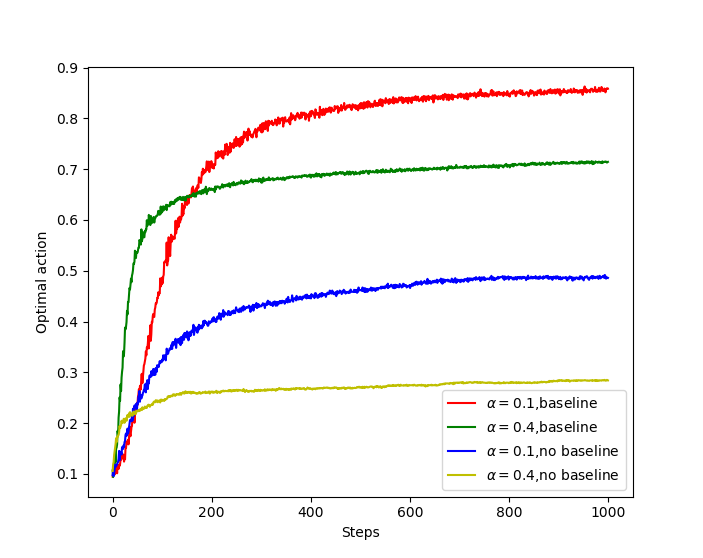 0.9
0.8
0.7
0.6
0.5
0.4
0.3
0.2
0.1
Optimal action
0 200 400 600 800 1000
Steps
α = 0.1,baseline
α = 0.4,baseline
α = 0.1,no baseline
α = 0.4,no baseline